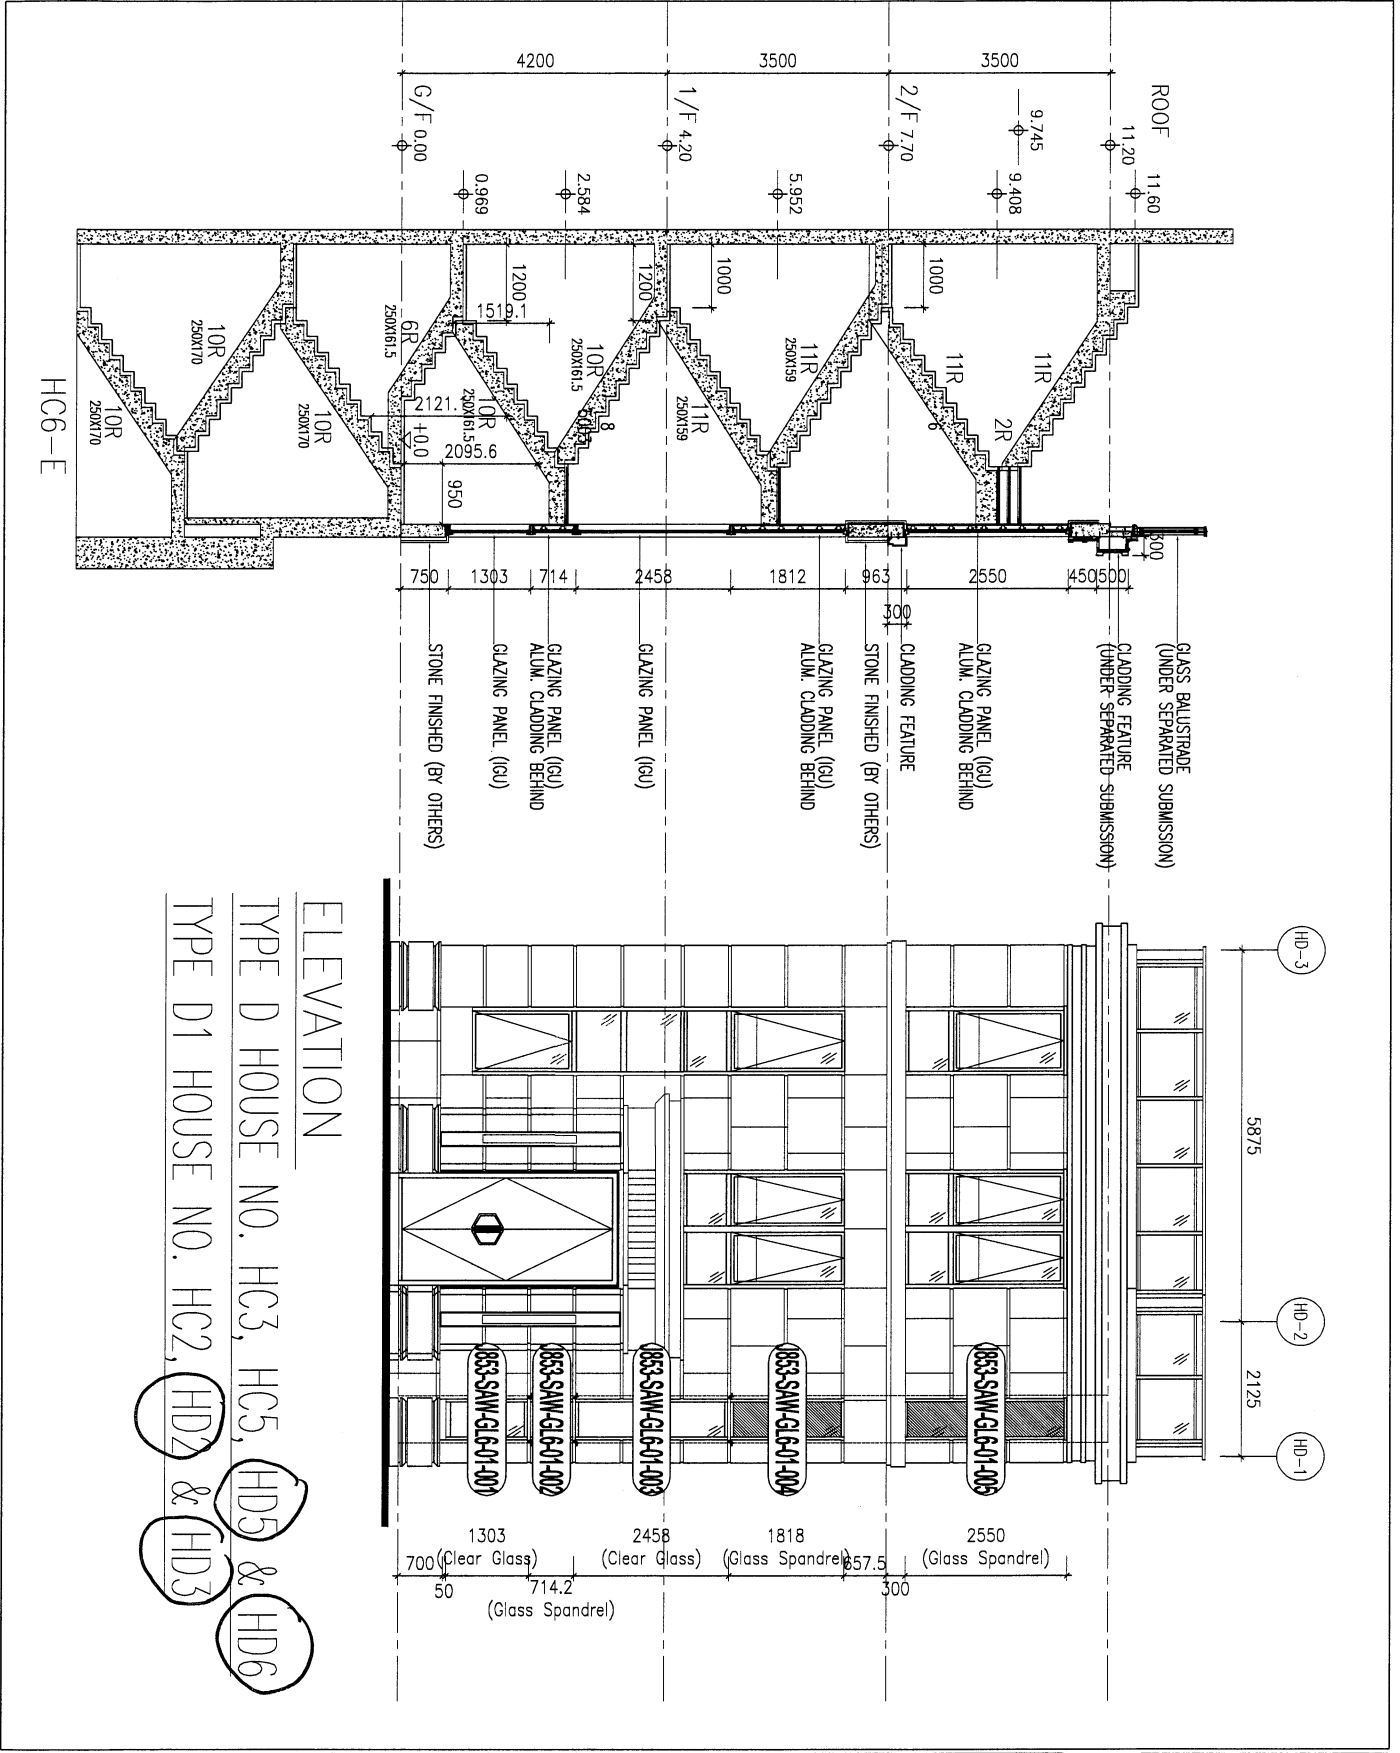 4200
3500
3500
ROOF
11.20
11.60
9.745
9.408
2/F 7.70
5.952
1/F 4.20
2.584
0.969
G/F 0.00
1200
1200
1000
1000
1519.1
10R
250X170
10R
250X170
10R
250X170
6R
250X161.5
10R
250X161.5
10R
250X161.5
11R
250X159
11R
250X159
11R
11R
2R
2121.
+0.0
2095.6
950
8
6
300
HC6-E
750
1303
714
2458
1812
963
2550
450
500
300
GLASS BALUSTRADE
(UNDER SEPARATED SUBMISSION)
CLADDING FEATURE
(UNDER SEPARATED SUBMISSION)
GLAZING PANEL (IGU)
ALUM. CLADDING BEHIND
CLADDING FEATURE
STONE FINISHED (BY OTHERS)
GLAZING PANEL (IGU)
ALUM. CLADDING BEHIND
GLAZING PANEL (IGU)
GLAZING PANEL (IGU)
ALUM. CLADDING BEHIND
GLAZING PANEL (IGU)
STONE FINISHED (BY OTHERS)
HD-3
5875
HD-2
2125
HD-1
J853-SAW-GL6-01-001
J853-SAW-GL6-01-002
J853-SAW-GL6-01-003
J853-SAW-GL6-01-004
J853-SAW-GL6-01-005
1303
(Clear Glass)
2458
(Clear Glass)
1818
(Glass Spandrel)
2550
(Glass Spandrel)
700
50
714.2
(Glass Spandrel)
657.5
300
ELEVATION
TYPE D HOUSE NO. HC3, HC5, HD5 & HD6
TYPE D1 HOUSE NO. HC2, HD2 & HD3